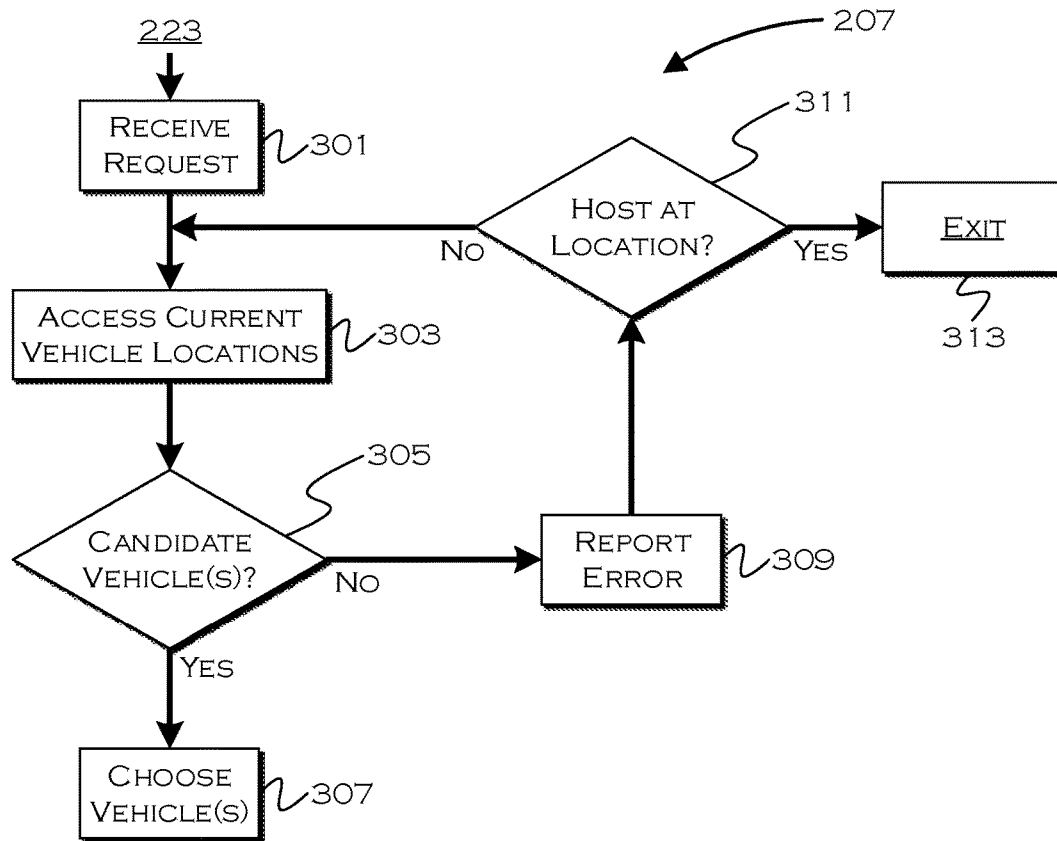 223
207
RECEIVE
REQUEST
301
311
HOST AT
LOCATION?
NO
YES
EXIT
313
ACCESS CURRENT
VEHICLE LOCATIONS
303
305
CANDIDATE
VEHICLE(S)?
NO
YES
REPORT
ERROR
309
CHOOSE
VEHICLE(S)
307